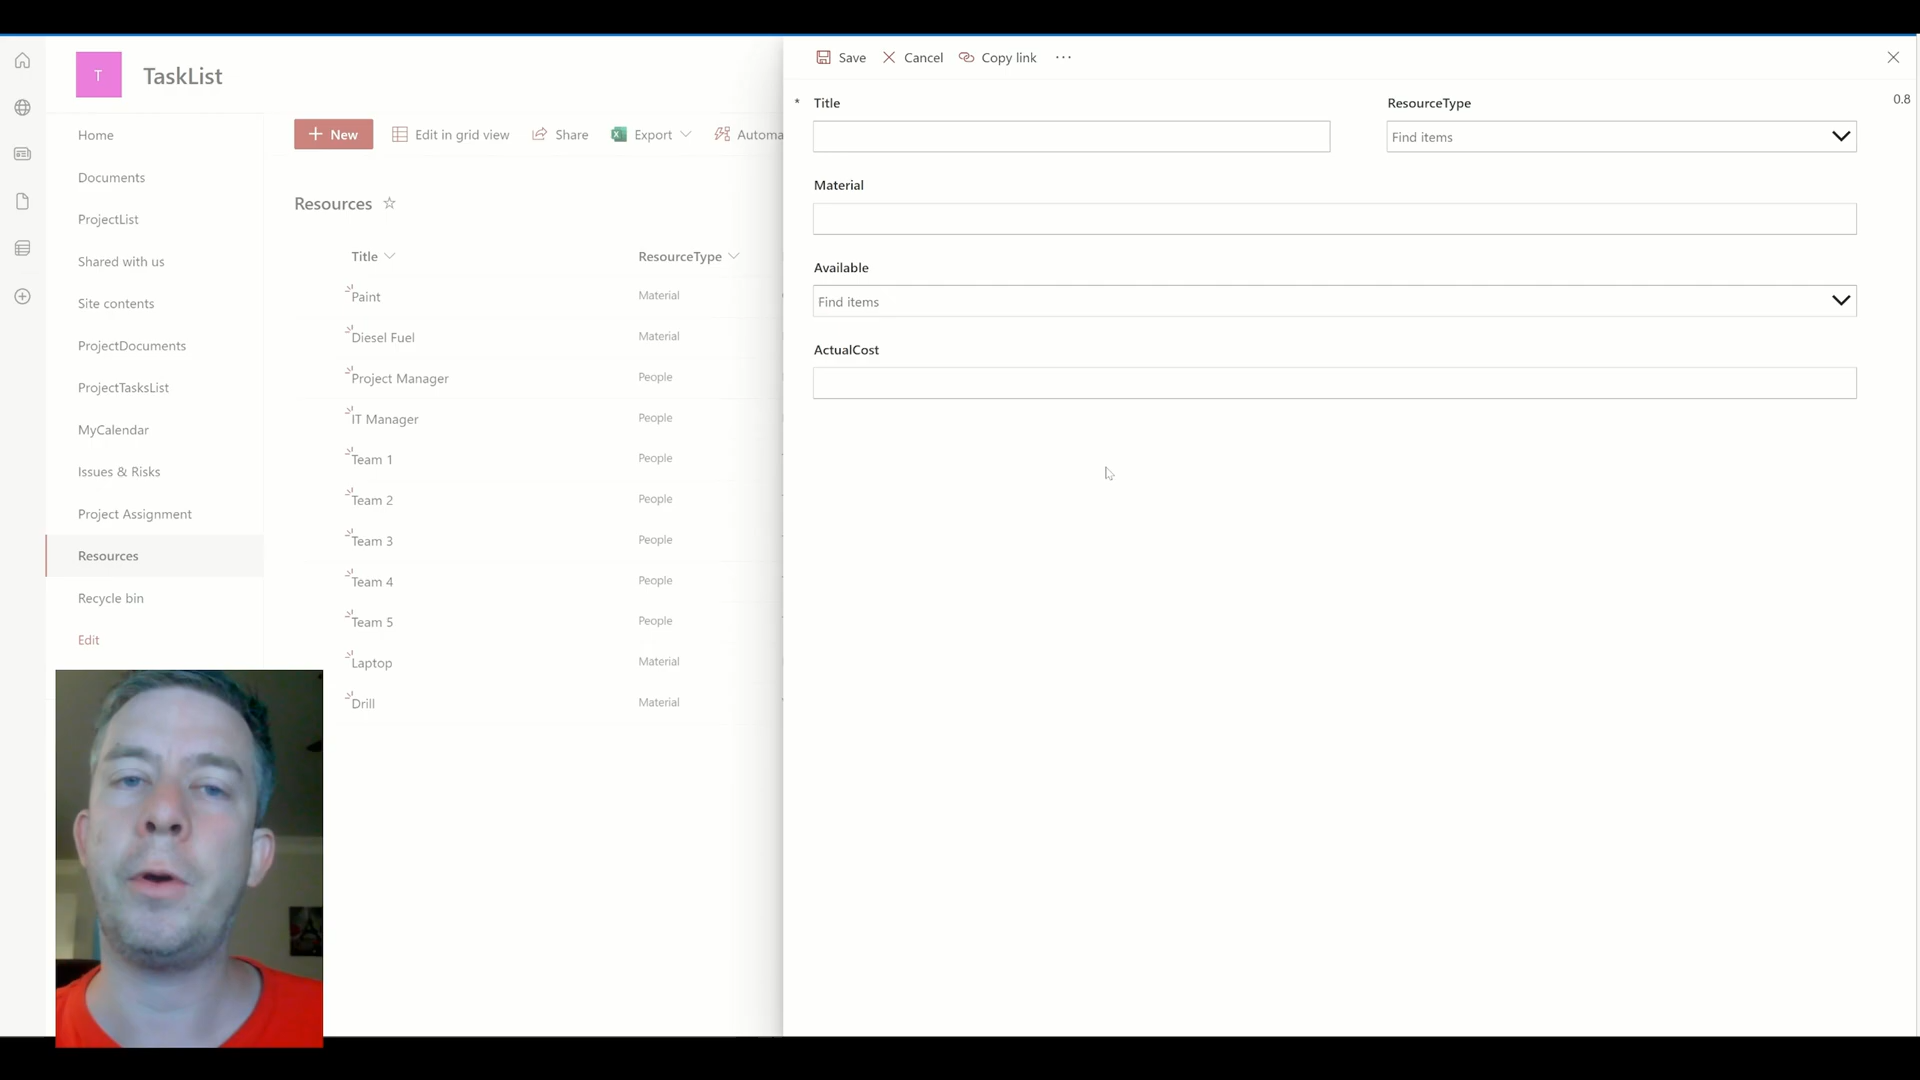 T
TaskList
Home
Documents
ProjectList
Shared with us
Site contents
ProjectDocuments
ProjectTasksList
MyCalendar
Issues & Risks
Project Assignment
Resources
Recycle bin
Edit
New
Edit in grid view
Share
Export
Automa
Resources
Title
ResourceType
Paint
Material
Diesel Fuel
Material
Project Manager
People
IT Manager
People
Team 1
People
Team 2
People
Team 3
People
Team 4
People
Team 5
People
Laptop
Material
Drill
Material
Save
Cancel
Copy link
···
0.8
* Title
ResourceType
Find items
Material
Available
Find items
ActualCost